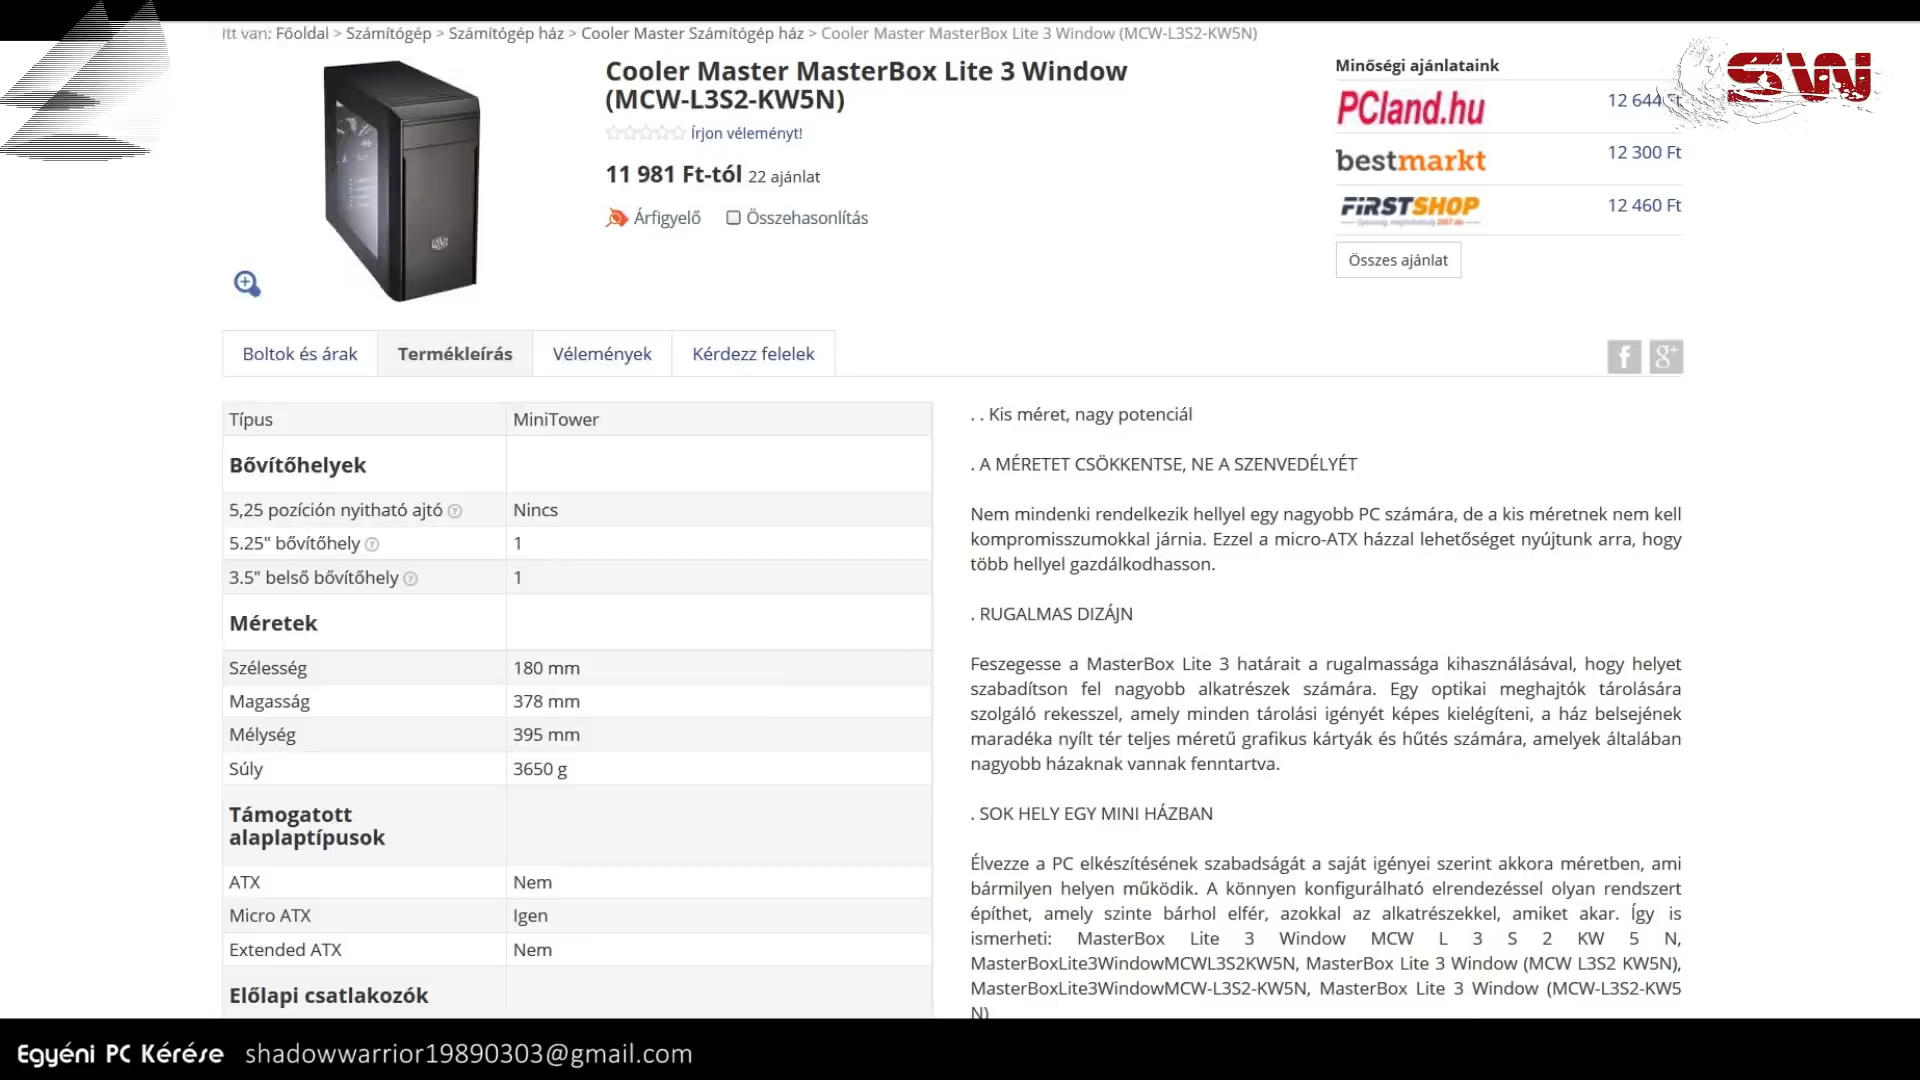 Itt van: Főoldal > Számítógép > Számítógép ház > Cooler Master Számítógép ház > Cooler Master MasterBox Lite 3 Window (MCW-L3S2-KW5N)
Cooler Master MasterBox Lite 3 Window
(MCW-L3S2-KW5N)
Írjon véleményt!
11 981 Ft-tól 22 ajánlat
Árfigyelő Összehasonlítás
Minőségi ajánlataink
PCland.hu 12 644 Ft
bestmarkt 12 300 Ft
FIRSTSHOP 12 460 Ft
Összes ajánlat
SW
Boltok és árak Termékleírás Vélemények Kérdezz felelek
f g+
Típus MiniTower
Bővítőhelyek
5,25 pozíción nyitható ajtó ? Nincs
5.25" bővítőhely ? 1
3.5" belső bővítőhely ? 1
Méretek
Szélesség 180 mm
Magasság 378 mm
Mélység 395 mm
Súly 3650 g
Támogatott
alaplaptípusok
ATX Nem
Micro ATX Igen
Extended ATX Nem
Előlapi csatlakozók
. . Kis méret, nagy potenciál
. A MÉRETET CSÖKKENTSE, NE A SZENVEDÉLYÉT
Nem mindenki rendelkezik hellyel egy nagyobb PC számára, de a kis méretnek nem kell
kompromisszumokkal járnia. Ezzel a micro-ATX házzal lehetőséget nyújtunk arra, hogy
több hellyel gazdálkodhasson.
. RUGALMAS DIZÁJN
Feszegesse a MasterBox Lite 3 határait a rugalmassága kihasználásával, hogy helyet
szabadítson fel nagyobb alkatrészek számára. Egy optikai meghajtók tárolására
szolgáló rekesszel, amely minden tárolási igényét képes kielégíteni, a ház belsejének
maradéka nyílt tér teljes méretű grafikus kártyák és hűtés számára, amelyek általában
nagyobb házaknak vannak fenntartva.
. SOK HELY EGY MINI HÁZBAN
Élvezze a PC elkészítésének szabadságát a saját igényei szerint akkora méretben, ami
bármilyen helyen működik. A könnyen konfigurálható elrendezéssel olyan rendszert
építhet, amely szinte bárhol elfér, azokkal az alkatrészekkel, amiket akar. Így is
ismerheti: MasterBox Lite 3 Window MCW L 3 S 2 KW 5 N,
MasterBoxLite3WindowMCWL3S2KW5N, MasterBox Lite 3 Window (MCW L3S2 KW5N),
MasterBoxLite3WindowMCW-L3S2-KW5N, MasterBox Lite 3 Window (MCW-L3S2-KW5
N)
Egyéni PC Kérése shadowwarrior19890303@gmail.com